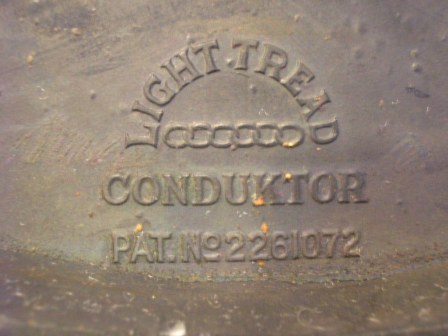 LIGHT TREAD
CONDUKTOR
PAT. No 2261072